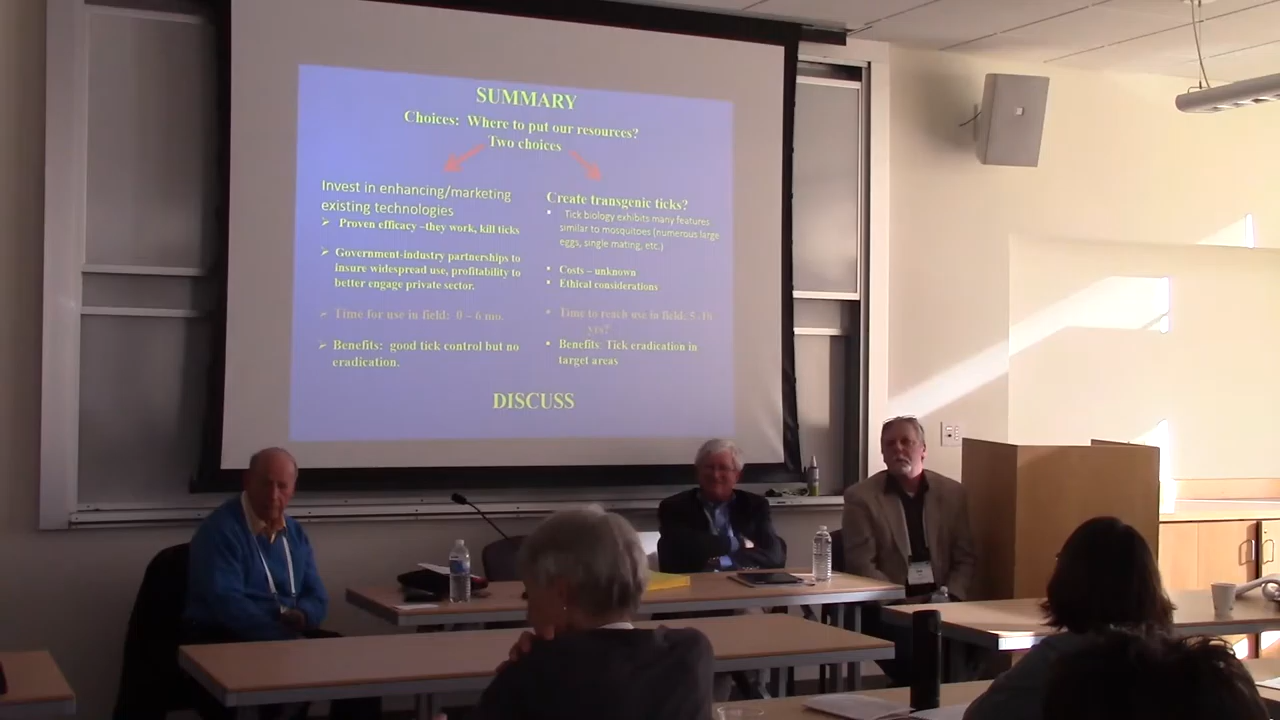 SUMMARY
Choices: Where to put our resources?
Two choices
Invest in enhancing/marketing
existing technologies
Proven efficacy –they work, kill ticks
Government-industry partnerships to
insure widespread use, profitability to
better engage private sector.
Time for use in field: 0 – 6 mo.
Benefits: good tick control but no
eradication.
Create transgenic ticks?
Tick biology exhibits many features
similar to mosquitoes (numerous large
eggs, single mating, etc.)
Costs – unknown
Ethical considerations
Time to reach use in field: 5
yrs?
Benefits: Tick eradication in
target areas
DISCUSS